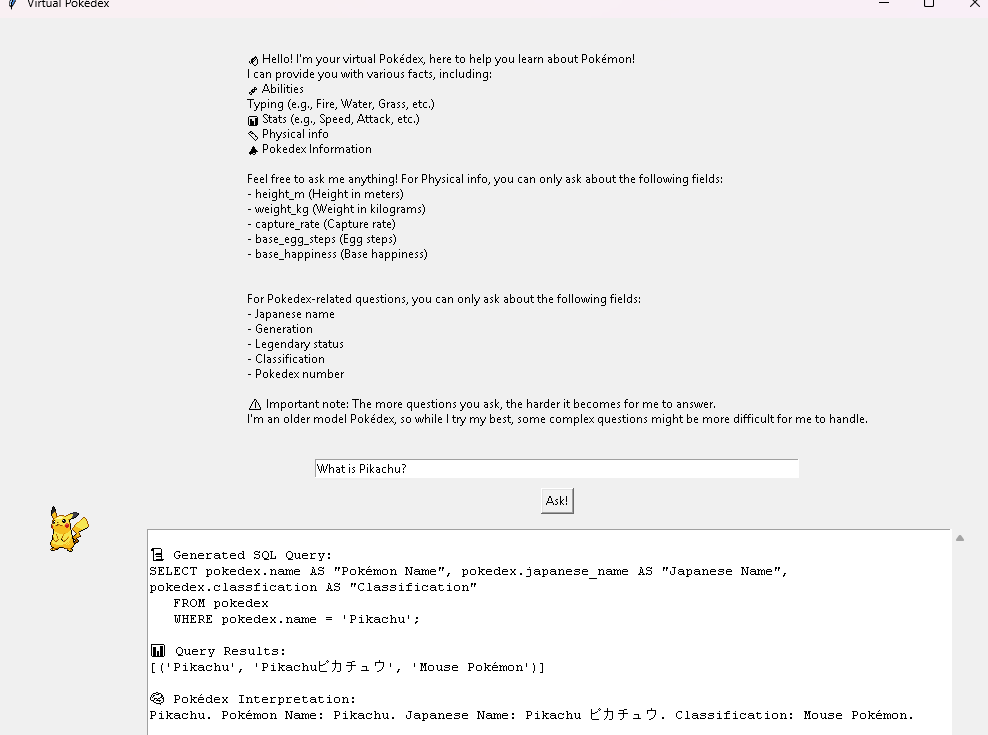 Virtual Pokedex
Hello! I'm your virtual Pokédex, here to help you learn about Pokémon!
I can provide you with various facts, including:
Abilities
Typing (e.g., Fire, Water, Grass, etc.)
Stats (e.g., Speed, Attack, etc.)
Physical info
Pokedex Information
Feel free to ask me anything! For Physical info, you can only ask about the following fields:
- height_m (Height in meters)
- weight_kg (Weight in kilograms)
- capture_rate (Capture rate)
- base_egg_steps (Egg steps)
- base_happiness (Base happiness)
For Pokedex-related questions, you can only ask about the following fields:
- Japanese name
- Generation
- Legendary status
- Classification
- Pokedex number
⚠ Important note: The more questions you ask, the harder it becomes for me to answer.
I'm an older model Pokédex, so while I try my best, some complex questions might be more difficult for me to handle.
What is Pikachu?
Ask!
Generated SQL Query:
SELECT pokedex.name AS "Pokémon Name", pokedex.japanese_name AS "Japanese Name",
pokedex.classfication AS "Classification"
FROM pokedex
WHERE pokedex.name = 'Pikachu';
Query Results:
[('Pikachu', 'Pikachuピカチュウ', 'Mouse Pokémon')]
Pokédex Interpretation:
Pikachu. Pokémon Name: Pikachu. Japanese Name: Pikachu ピカチュウ. Classification: Mouse Pokémon.